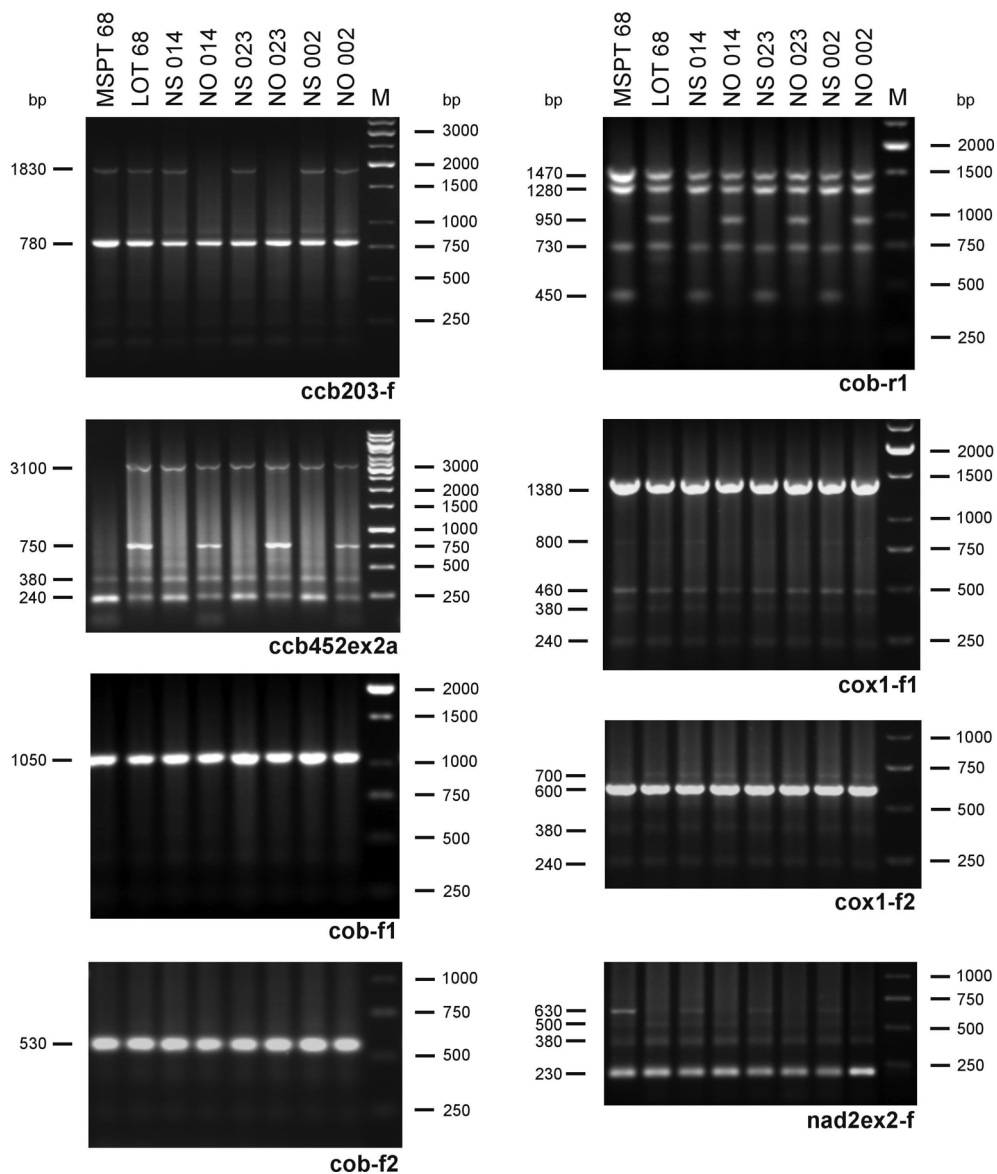 MSPT 68
LOT 68
NS 014
NO 014
NS 023
NO 023
NS 002
NO 002
bp
M
bp
1830
780
3000
2000
1500
1000
750
500
250
ccb203-f
3100
750
380
240
3000
2000
1500
1000
750
500
250
ccb452ex2a
1050
2000
1500
1000
750
500
250
cob-f1
530
1000
750
500
250
cob-f2
MSPT 68
LOT 68
NS 014
NO 014
NS 023
NO 023
NS 002
NO 002
bp
M
bp
1470
1280
950
730
450
2000
1500
1000
750
500
250
cob-r1
1380
800
460
380
240
2000
1500
1000
750
500
250
cox1-f1
700
600
380
240
1000
750
500
250
cox1-f2
630
500
380
230
1000
750
500
250
nad2ex2-f